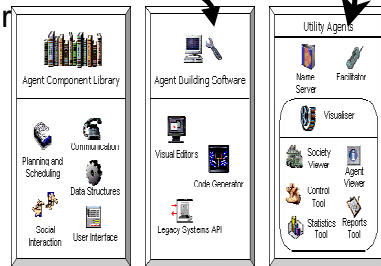 r
Agent Component Library
Planning and
Scheduling
Communication
Data Structures
Social
Interaction
User Interface
Agent Building Software
Visual Editors
Code Generator
Legacy Systems API
Utility Agents
Name
Server
Facilitator
Visualiser
Society
Viewer
Agent
Viewer
Control
Tool
Statistics
Tool
Reports
Tool